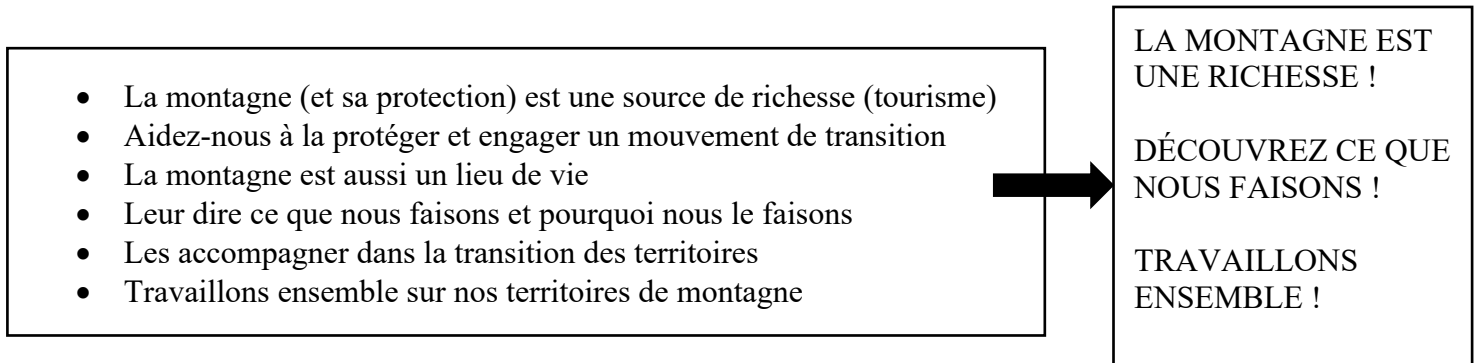 • La montagne (et sa protection) est une source de richesse (tourisme)
• Aidez-nous à la protéger et engager un mouvement de transition
• La montagne est aussi un lieu de vie
• Leur dire ce que nous faisons et pourquoi nous le faisons
• Les accompagner dans la transition des territoires
• Travaillons ensemble sur nos territoires de montagne
LA MONTAGNE EST
UNE RICHESSE !
DÉCOUVREZ CE QUE
NOUS FAISONS !
TRAVAILLONS
ENSEMBLE !